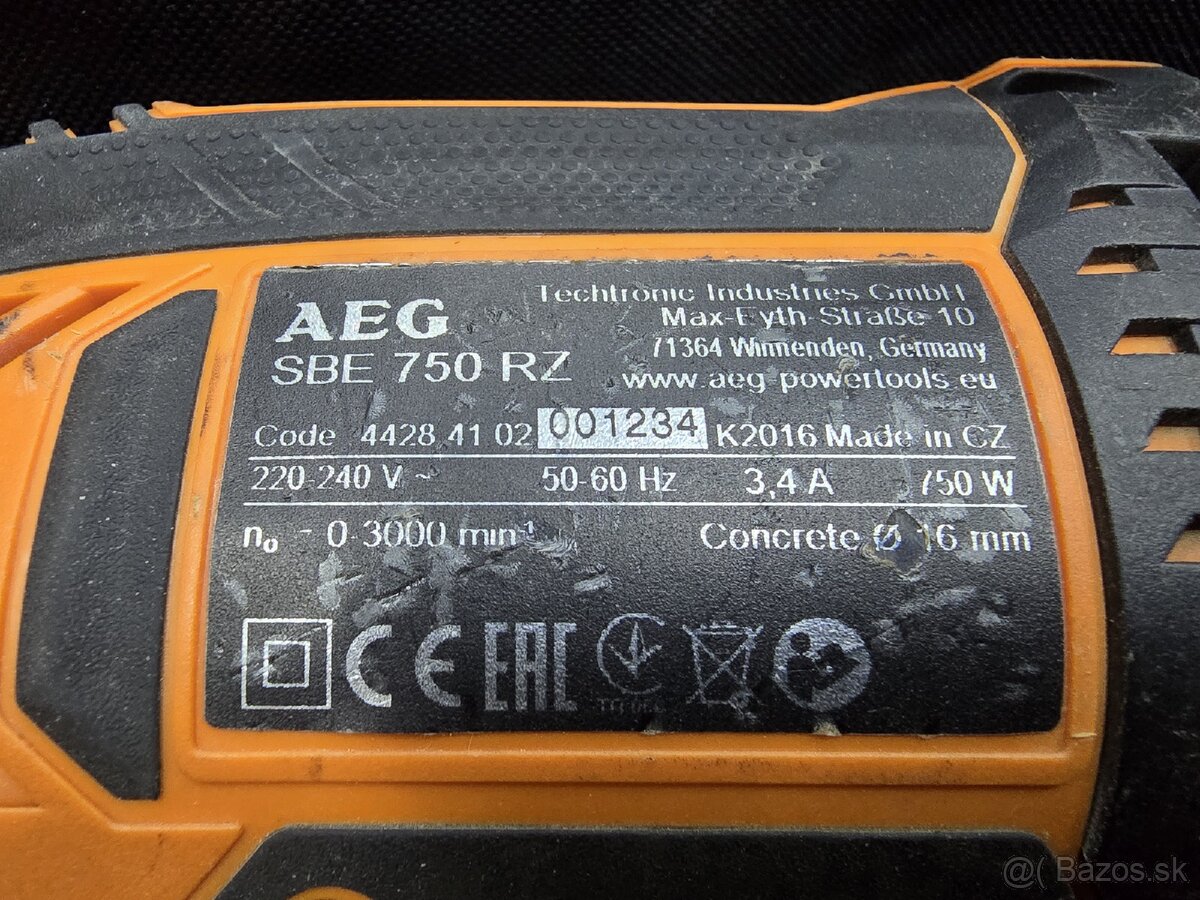 AEG
SBE 750 RZ
Techtronic Industries GmbH
Max-Eyth-Straße 10
71364 Winnenden, Germany
www.aeg-powertools.eu
Code 4428 41 02 001234 K2016 Made in CZ
220-240 V ~ 50-60 Hz 3,4 A 750 W
n₀ - 0-3000 min⁻¹ Concrete Ø 16 mm
CE EAC
@( Bazos.sk